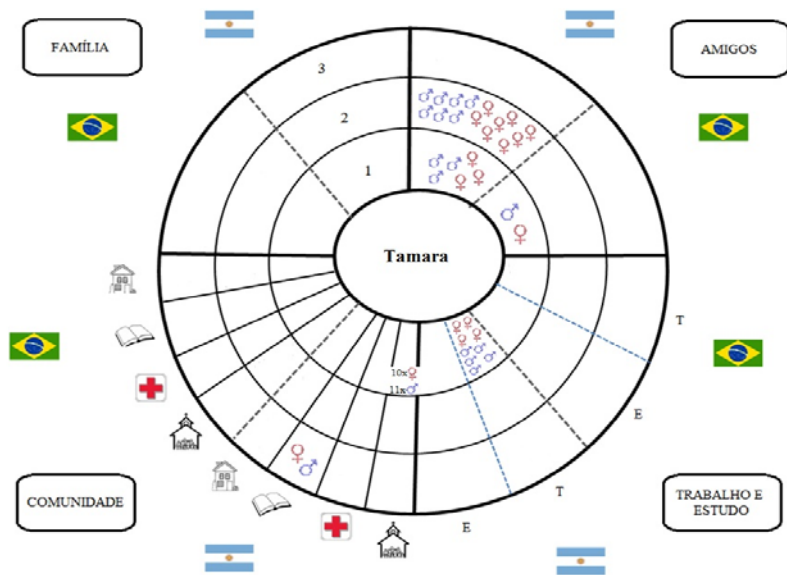 FAMÍLIA
AMIGOS
3
2
1
Tamara
T
10x
11x
E
T
E
COMUNIDADE
TRABALHO E
ESTUDO